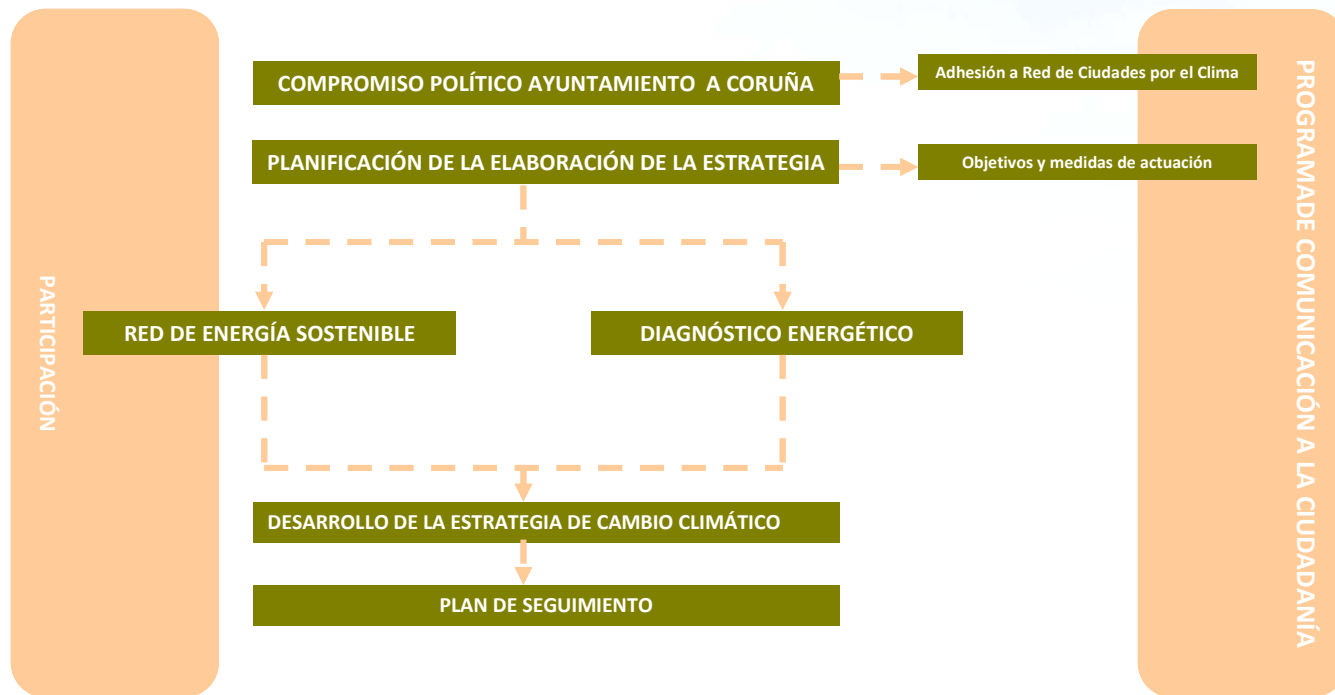 COMPROMISO POLÍTICO AYUNTAMIENTO A CORUÑA
Adhesión a Red de Ciudades por el Clima
PLANIFICACIÓN DE LA ELABORACIÓN DE LA ESTRATEGIA
Objetivos y medidas de actuación
PARTICIPACIÓN
RED DE ENERGÍA SOSTENIBLE
DIAGNÓSTICO ENERGÉTICO
PROGRAMADE COMUNICACIÓN A LA CIUDADANÍA
DESARROLLO DE LA ESTRATEGIA DE CAMBIO CLIMÁTICO
PLAN DE SEGUIMIENTO